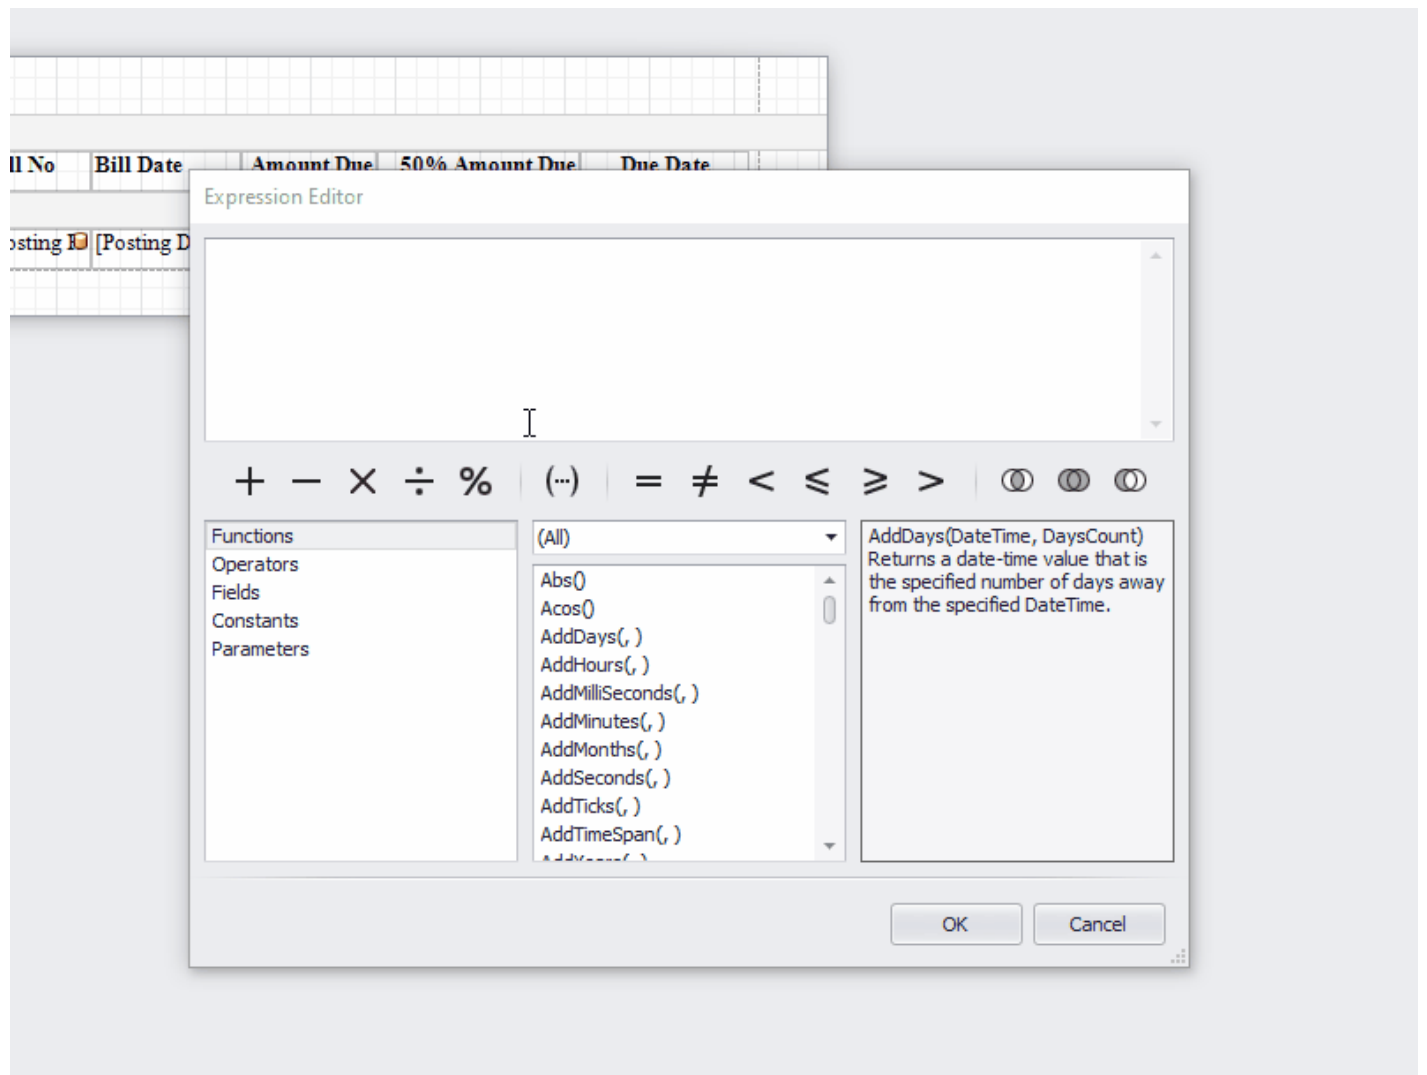 ll No Bill Date Amount Due 50% Amount Due Due Date
Expression Editor
osting [Posting D
+ − × ÷ % (···) = ≠ < ⩽ ⩾ >
Functions
Operators
Fields
Constants
Parameters
(All)
Abs()
Acos()
AddDays(, )
AddHours(, )
AddMilliSeconds(, )
AddMinutes(, )
AddMonths(, )
AddSeconds(, )
AddTicks(, )
AddTimeSpan(, )
AddYears(, )
AddDays(DateTime, DaysCount)
Returns a date-time value that is
the specified number of days away
from the specified DateTime.
OK
Cancel